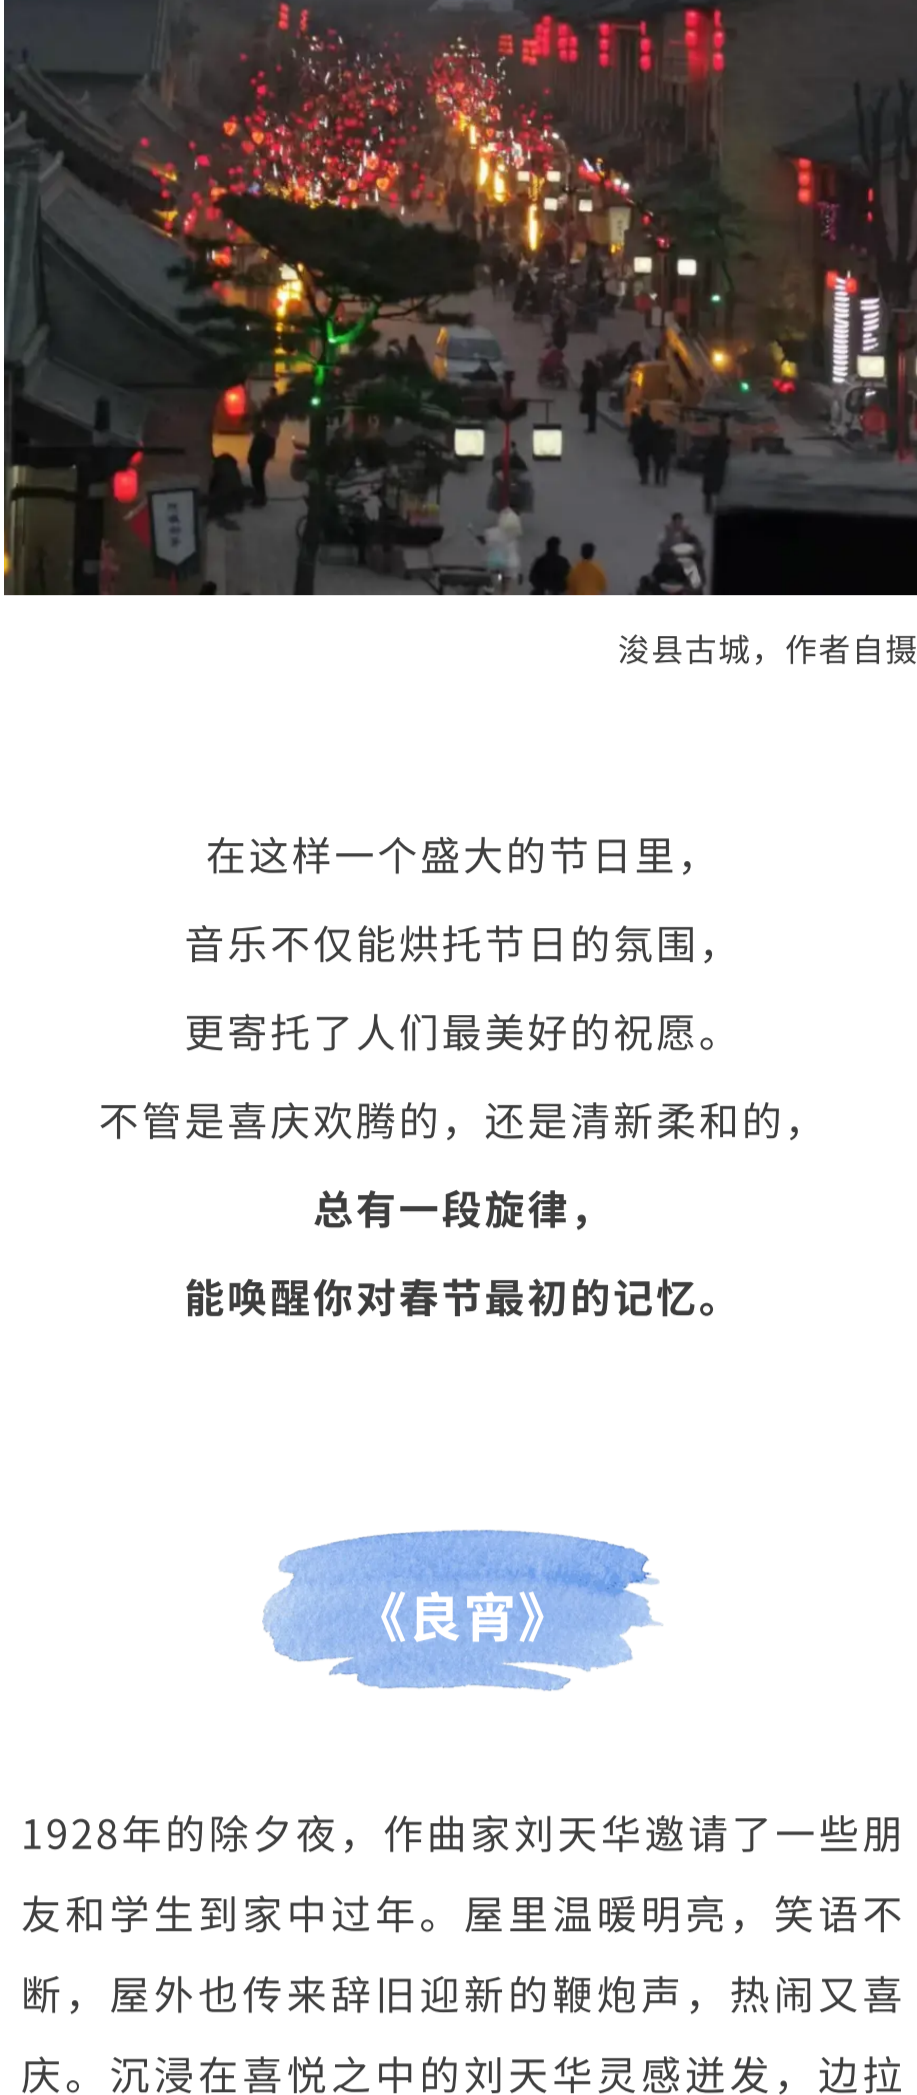 浚县古城，作者自摄
在这样一个盛大的节日里，
音乐不仅能烘托节日的氛围，
更寄托了人们最美好的祝愿。
不管是喜庆欢腾的，还是清新柔和的，
总有一段旋律，
能唤醒你对春节最初的记忆。
《良宵》
1928年的除夕夜，作曲家刘天华邀请了一些朋
友和学生到家中过年。屋里温暖明亮，笑语不
断，屋外也传来辞旧迎新的鞭炮声，热闹又喜
庆。沉浸在喜悦之中的刘天华灵感迸发，边拉